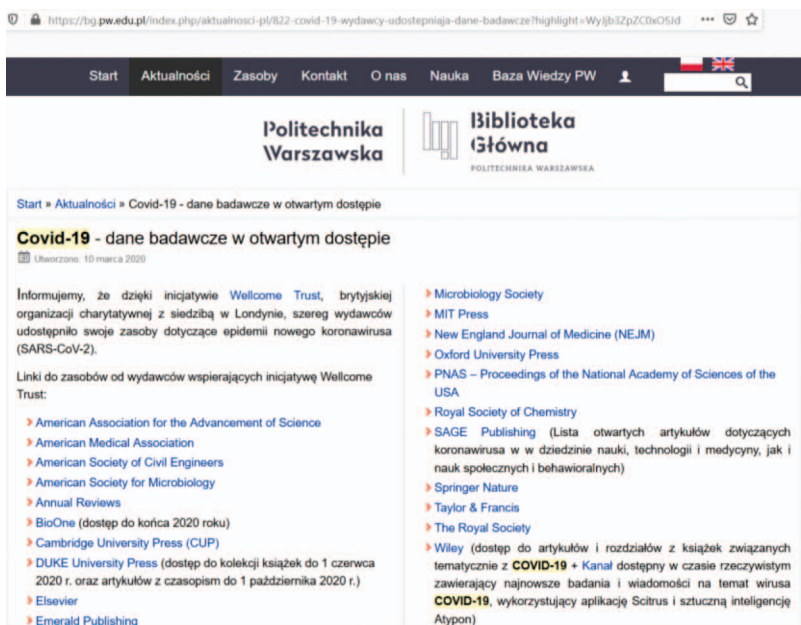 https://bg.pw.edu.pl/index.php/aktualnosci-pl/822-covid-19-wydawcy-udostepniaja-dane-badawcze?highlight=WyJjb3ZpZC0xOSJd
Start Aktualności Zasoby Kontakt O nas Nauka Baza Wiedzy PW
Politechnika
Warszawska
Biblioteka
Główna
POLITECHNIKA WARSZAWSKA
Start » Aktualności » Covid-19 - dane badawcze w otwartym dostępie
Covid-19 - dane badawcze w otwartym dostępie
Utworzono: 10 marca 2020
Informujemy, że dzięki inicjatywie Wellcome Trust, brytyjskiej
organizacji charytatywnej z siedzibą w Londynie, szereg wydawców
udostępniło swoje zasoby dotyczące epidemii nowego koronawirusa
(SARS-CoV-2).
Linki do zasobów od wydawców wspierających inicjatywę Wellcome
Trust:
American Association for the Advancement of Science
American Medical Association
American Society of Civil Engineers
American Society for Microbiology
Annual Reviews
BioOne (dostęp do końca 2020 roku)
Cambridge University Press (CUP)
DUKE University Press (dostęp do kolekcji książek do 1 czerwca
2020 r. oraz artykułów z czasopism do 1 października 2020 r.)
Elsevier
Emerald Publishing
Microbiology Society
MIT Press
New England Journal of Medicine (NEJM)
Oxford University Press
PNAS – Proceedings of the National Academy of Sciences of the
USA
Royal Society of Chemistry
SAGE Publishing (Lista otwartych artykułów dotyczących
koronawirusa w w dziedzinie nauki, technologii i medycyny, jak i
nauk społecznych i behawioralnych)
Springer Nature
Taylor & Francis
The Royal Society
Wiley (dostęp do artykułów i rozdziałów z książek związanych
tematycznie z COVID-19 + Kanał dostępny w czasie rzeczywistym
zawierający najnowsze badania i wiadomości na temat wirusa
COVID-19, wykorzystujący aplikację Scitrus i sztuczną inteligencję
Atypon)